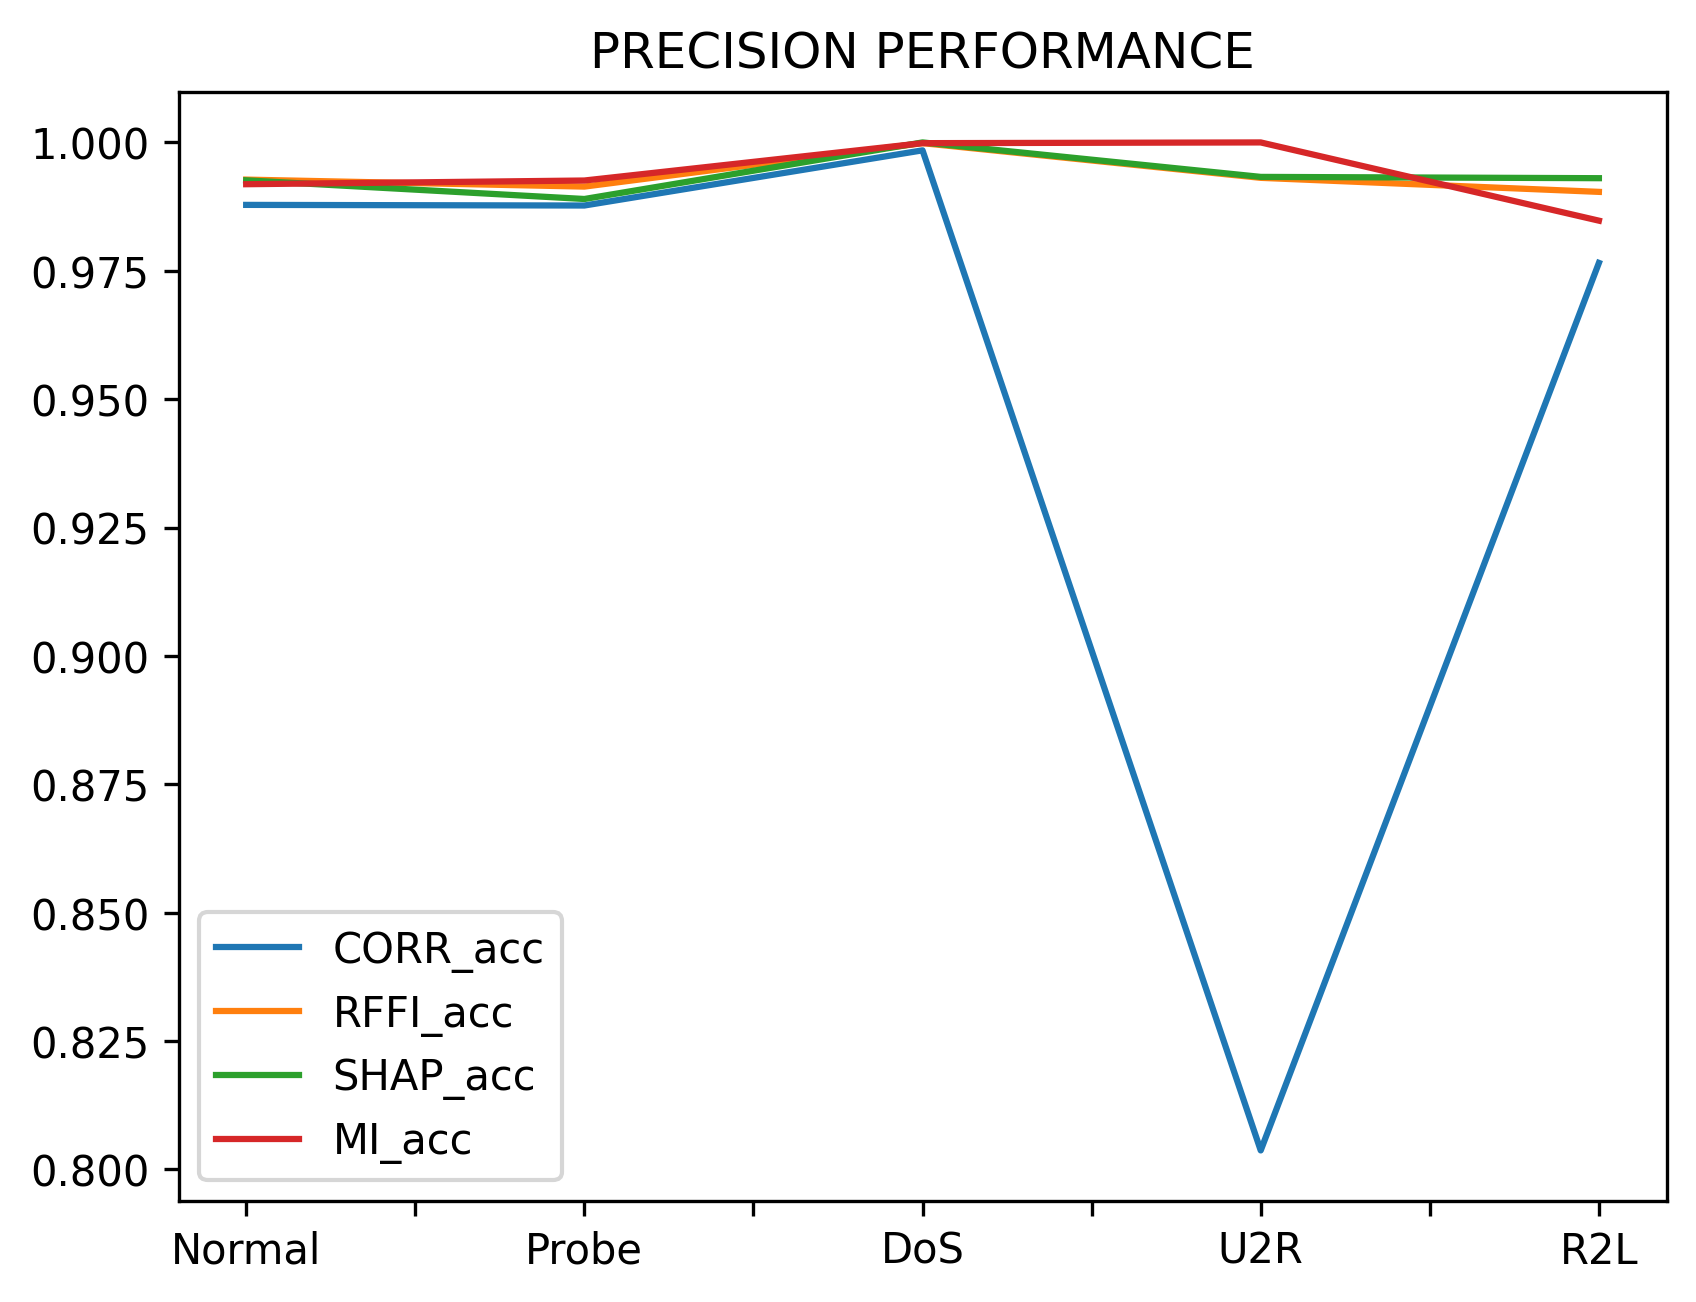 PRECISION PERFORMANCE
1.000
0.975
0.950
0.925
0.900
0.875
0.850
0.825
0.800
CORR_acc
RFFI_acc
SHAP_acc
MI_acc
Normal Probe DoS U2R R2L